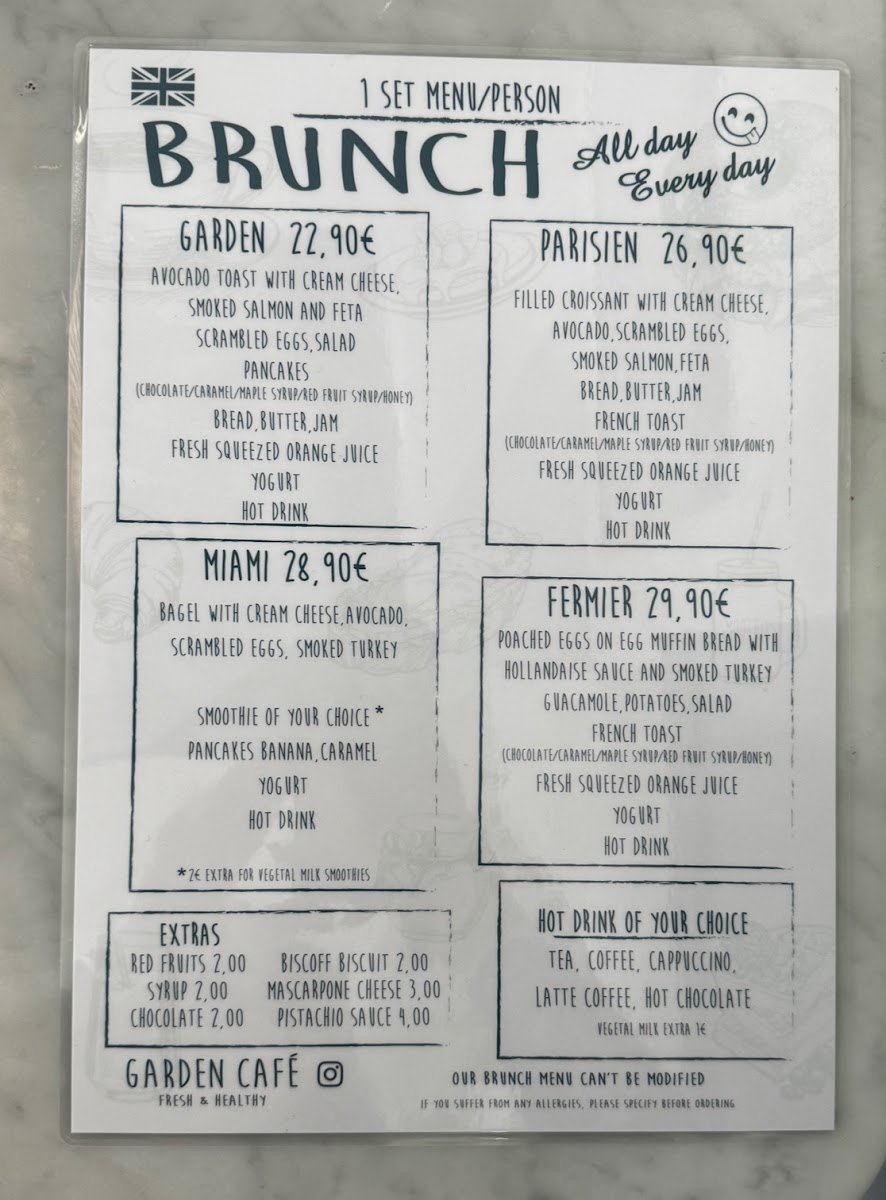 1 SET MENU/PERSON
BRUNCH
All day
Every day
GARDEN 22,90€
AVOCADO TOAST WITH CREAM CHEESE,
SMOKED SALMON AND FETA
SCRAMBLED EGGS,SALAD
PANCAKES
(CHOCOLATE/CARAMEL/MAPLE SYRUP/RED FRUIT SYRUP/HONEY)
BREAD,BUTTER,JAM
FRESH SQUEEZED ORANGE JUICE
YOGURT
HOT DRINK
PARISIEN 26,90€
FILLED CROISSANT WITH CREAM CHEESE,
AVOCADO,SCRAMBLED EGGS,
SMOKED SALMON,FETA
BREAD,BUTTER,JAM
FRENCH TOAST
(CHOCOLATE/CARAMEL/MAPLE SYRUP/RED FRUIT SYRUP/HONEY)
FRESH SQUEEZED ORANGE JUICE
YOGURT
HOT DRINK
MIAMI 28,90€
BAGEL WITH CREAM CHEESE,AVOCADO,
SCRAMBLED EGGS, SMOKED TURKEY
SMOOTHIE OF YOUR CHOICE *
PANCAKES BANANA,CARAMEL
YOGURT
HOT DRINK
*2€ EXTRA FOR VEGETAL MILK SMOOTHIES
FERMIER 29,90€
POACHED EGGS ON EGG MUFFIN BREAD WITH
HOLLANDAISE SAUCE AND SMOKED TURKEY
GUACAMOLE,POTATOES,SALAD
FRENCH TOAST
(CHOCOLATE/CARAMEL/MAPLE SYRUP/RED FRUIT SYRUP/HONEY)
FRESH SQUEEZED ORANGE JUICE
YOGURT
HOT DRINK
EXTRAS
RED FRUITS 2,00 BISCOFF BISCUIT 2,00
SYRUP 2,00 MASCARPONE CHEESE 3,00
CHOCOLATE 2,00 PISTACHIO SAUCE 4,00
HOT DRINK OF YOUR CHOICE
TEA, COFFEE, CAPPUCCINO,
LATTE COFFEE, HOT CHOCOLATE
VEGETAL MILK EXTRA 1€
GARDEN CAFÉ
FRESH & HEALTHY
OUR BRUNCH MENU CAN'T BE MODIFIED
IF YOU SUFFER FROM ANY ALLERGIES, PLEASE SPECIFY BEFORE ORDERING